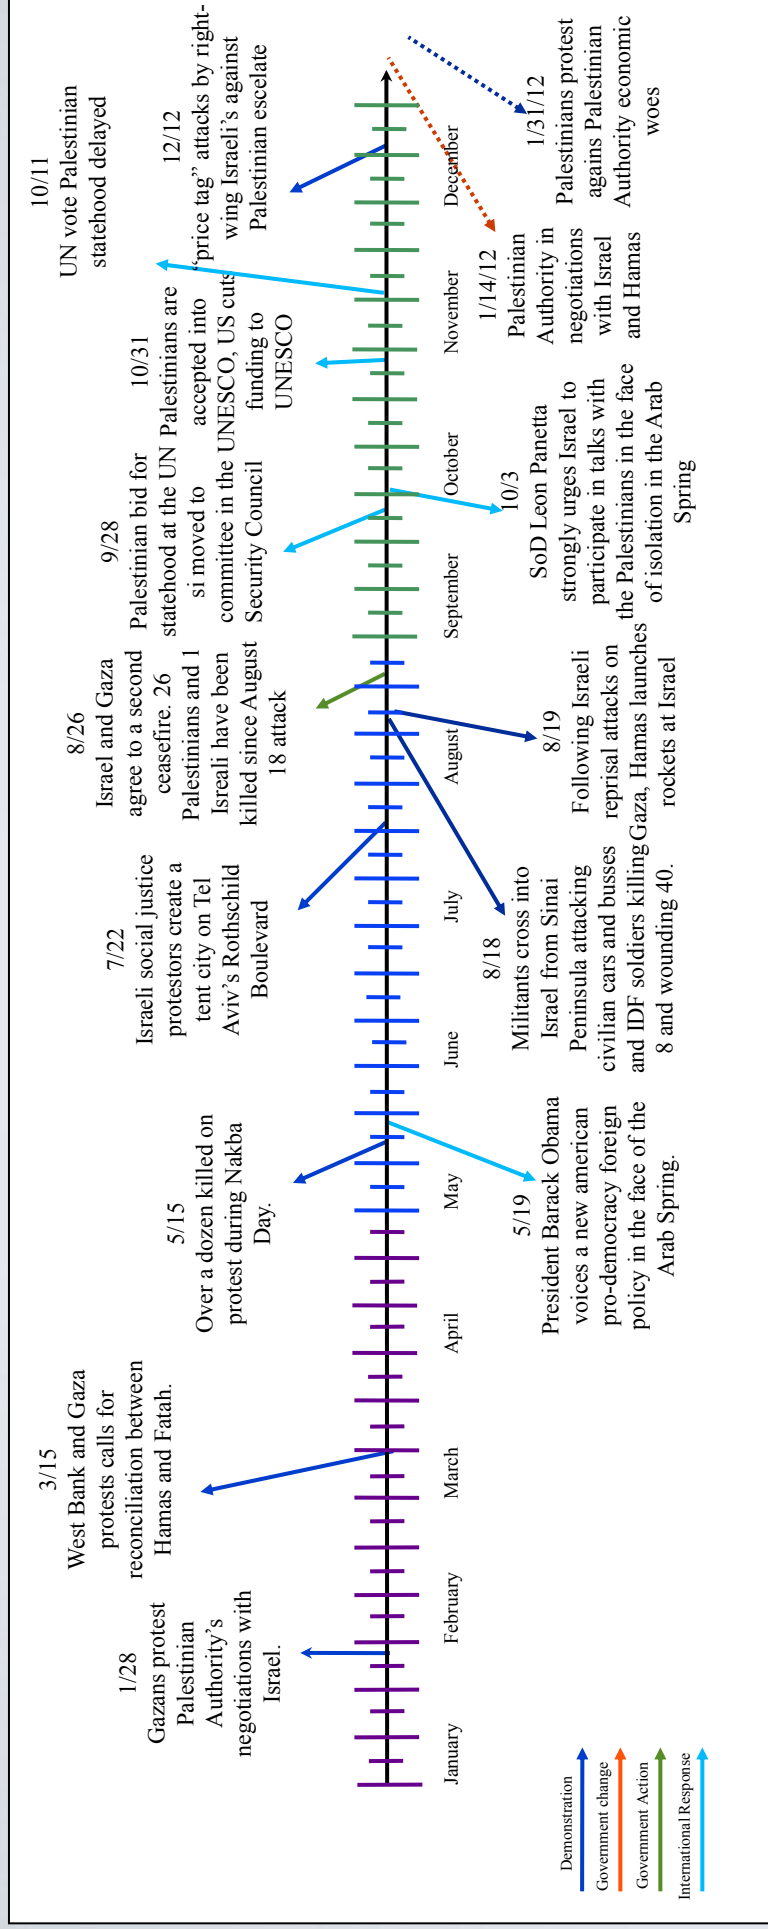 1/28
Gazans protest
Palestinian
Authority's
negotiations with
Israel.
3/15
West Bank and Gaza
protests calls for
reconciliation between
Hamas and Fatah.
5/15
Over a dozen killed on
protest during Nakba
Day.
7/22
Israeli social justice
protestors create a
tent city on Tel
Aviv's Rothschild
Boulevard
8/26
Israel and Gaza
agree to a second
ceasefire. 26
Palestinians and 1
Isreali have been
killed since August
18 attack
9/28
Palestinian bid for
statehood at the UN
si moved to
committee in the
Security Council
10/31
Palestinians are
accepted into
UNESCO, US cuts
funding to
UNESCO
10/11
UN vote Palestinian
statehood delayed
12/12
“price tag” attacks by right-
wing Israeli's against
Palestinian escelate
January
February
March
April
May
June
July
August
September
October
November
December
5/19
President Barack Obama
voices a new american
pro-democracy foreign
policy in the face of the
Arab Spring.
8/18
Militants cross into
Israel from Sinai
Peninsula attacking
civilian cars and busses
and IDF soldiers killing
8 and wounding 40.
8/19
Following Israeli
reprisal attacks on
Gaza, Hamas launches
rockets at Israel
10/3
SoD Leon Panetta
strongly urges Israel to
participate in talks with
the Palestinians in the face
of isolation in the Arab
Spring
1/14/12
Palestinian
Authority in
negotiations
with Israel
and Hamas
1/31/12
Palestinians protest
agains Palestinian
Authority economic
woes
Demonstration
Government change
Government Action
International Response